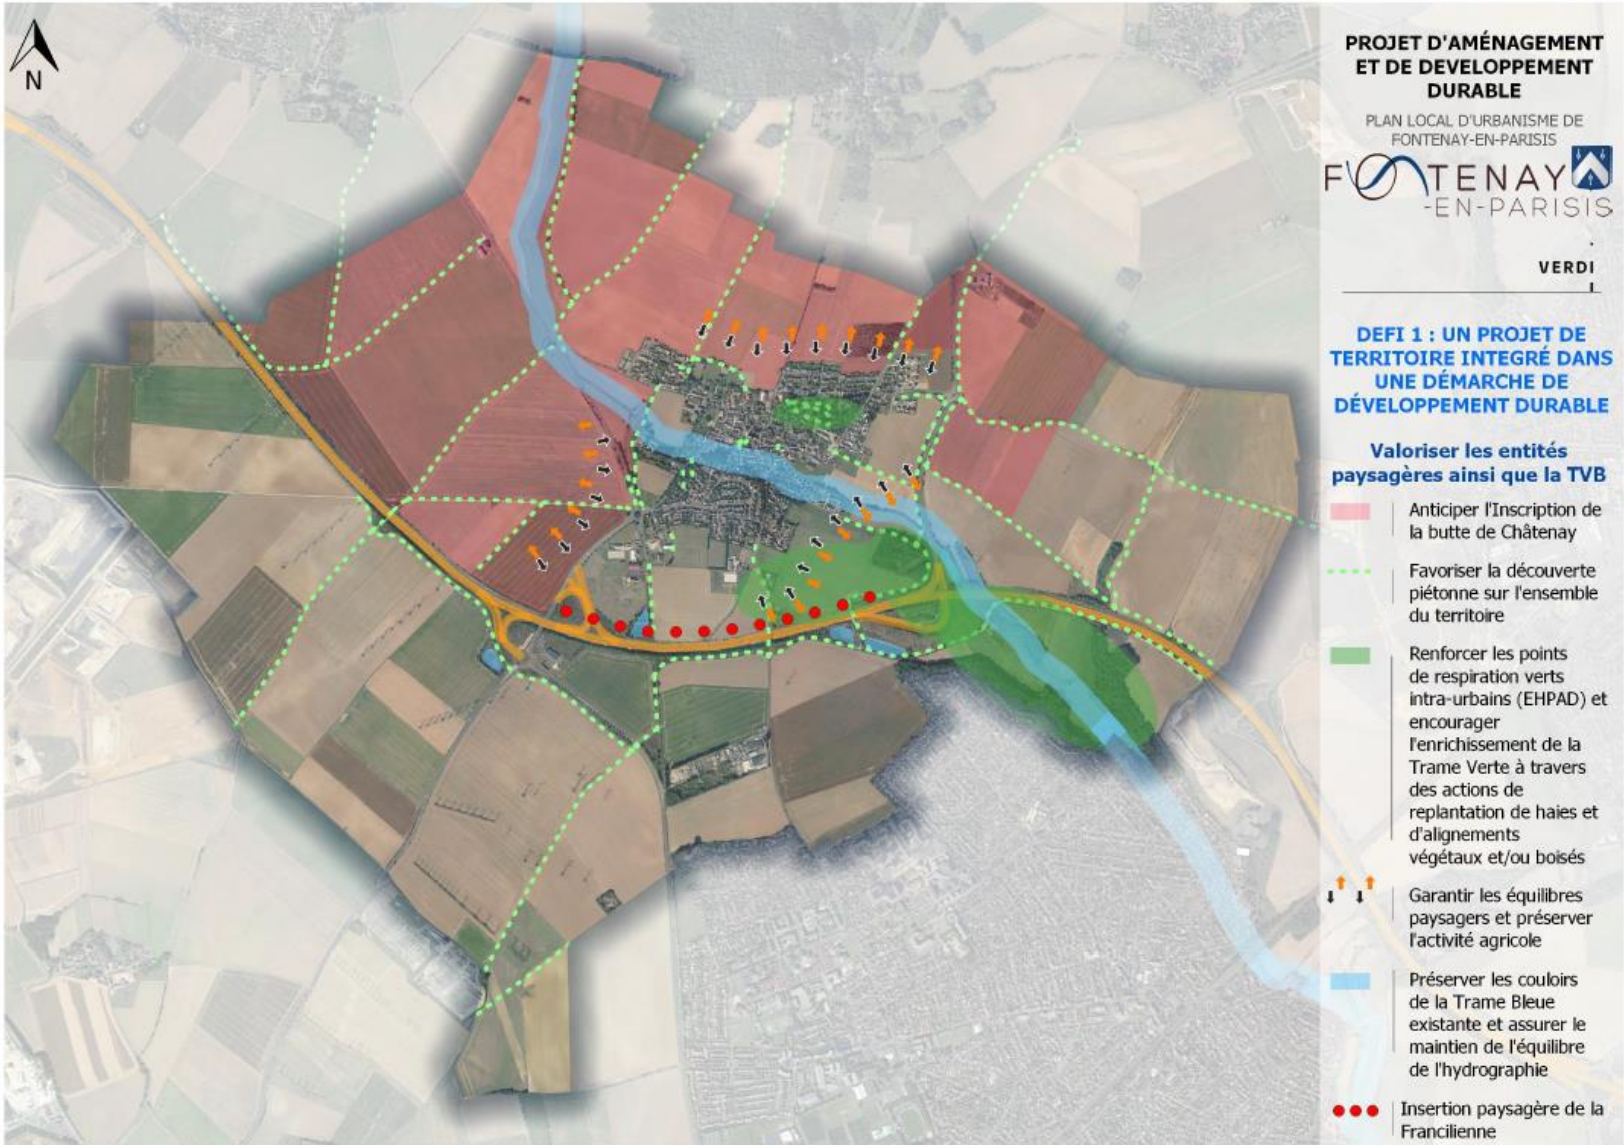 N
PROJET D'AMÉNAGEMENT
ET DE DEVELOPPEMENT
DURABLE
PLAN LOCAL D'URBANISME DE
FONTENAY-EN-PARISIS
FONTENAY
-EN-PARISIS
VERDI
DEFI 1 : UN PROJET DE
TERRITOIRE INTEGRÉ DANS
UNE DÉMARCHE DE
DÉVELOPPEMENT DURABLE
Valoriser les entités
paysagères ainsi que la TVB
Anticiper l'Inscription de
la butte de Châtenay
Favoriser la découverte
piétonne sur l'ensemble
du territoire
Renforcer les points
de respiration verts
intra-urbains (EHPAD) et
encourager
l'enrichissement de la
Trame Verte à travers
des actions de
replantation de haies et
d'alignements
végétaux et/ou boisés
Garantir les équilibres
paysagers et préserver
l'activité agricole
Préserver les couloirs
de la Trame Bleue
existante et assurer le
maintien de l'équilibre
de l'hydrographie
Insertion paysagère de la
Francilienne